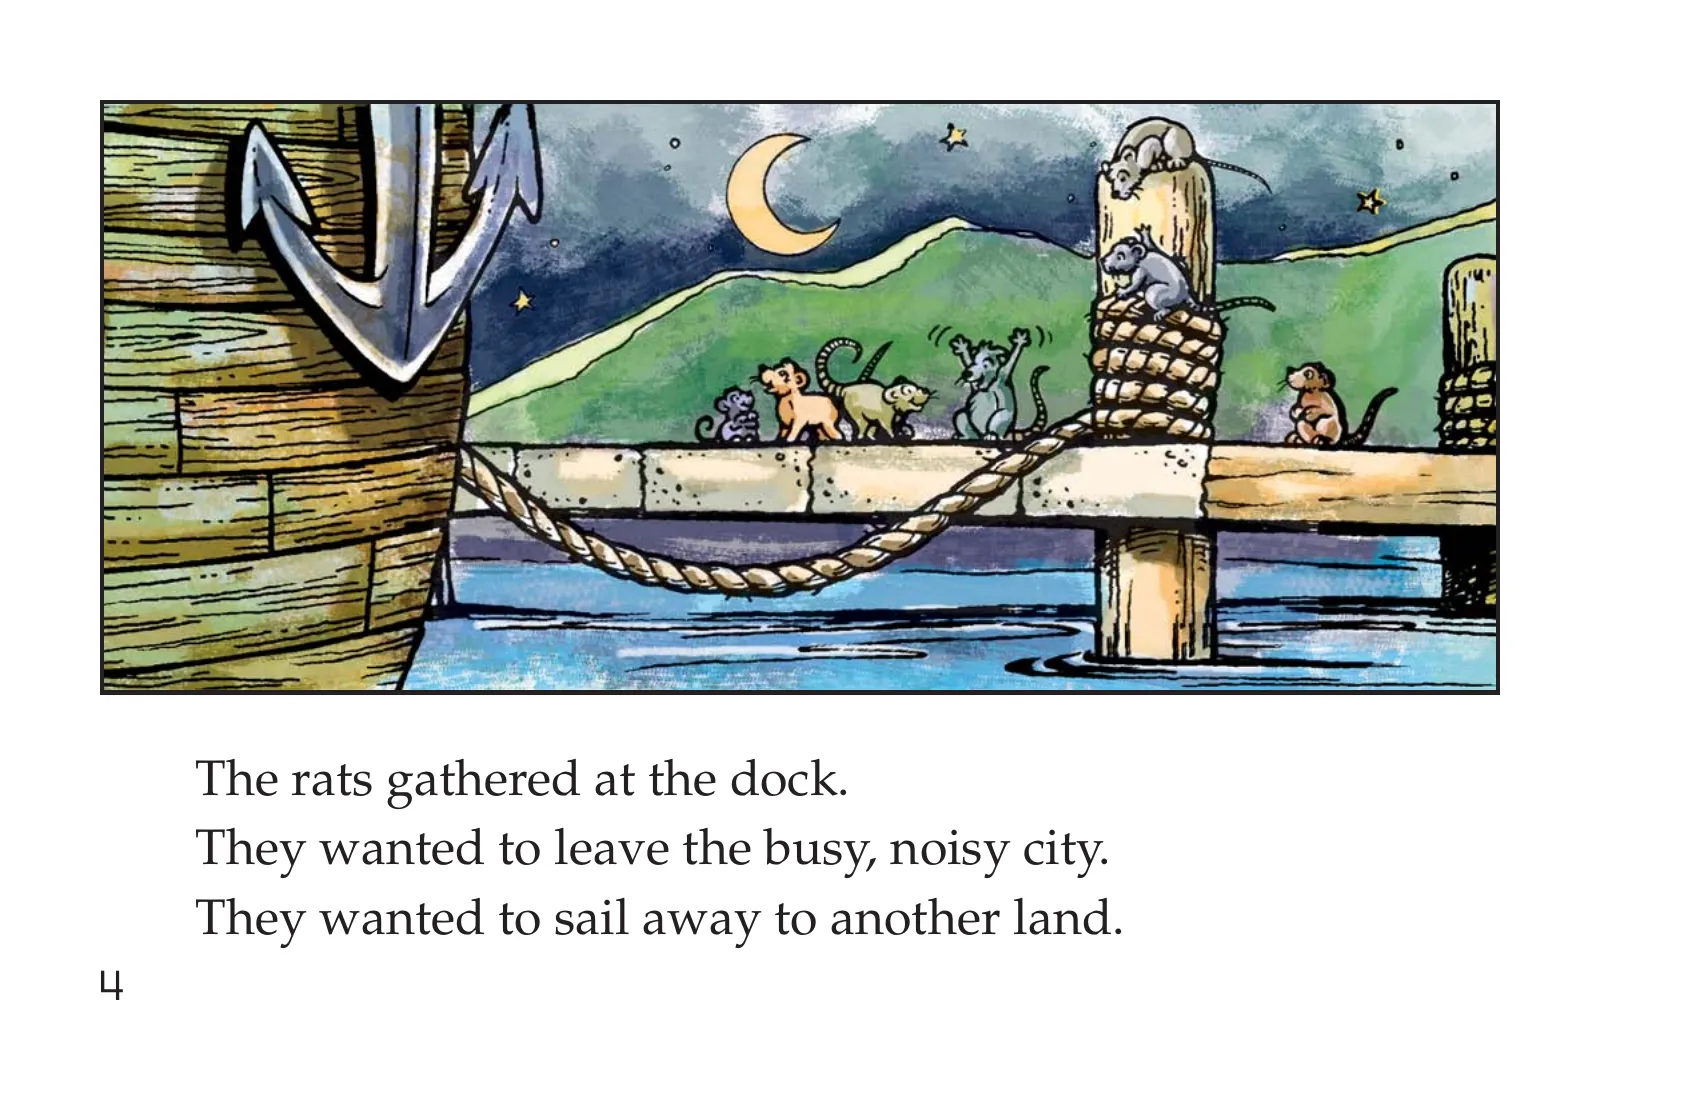 The rats gathered at the dock.
They wanted to leave the busy, noisy city.
They wanted to sail away to another land.
4